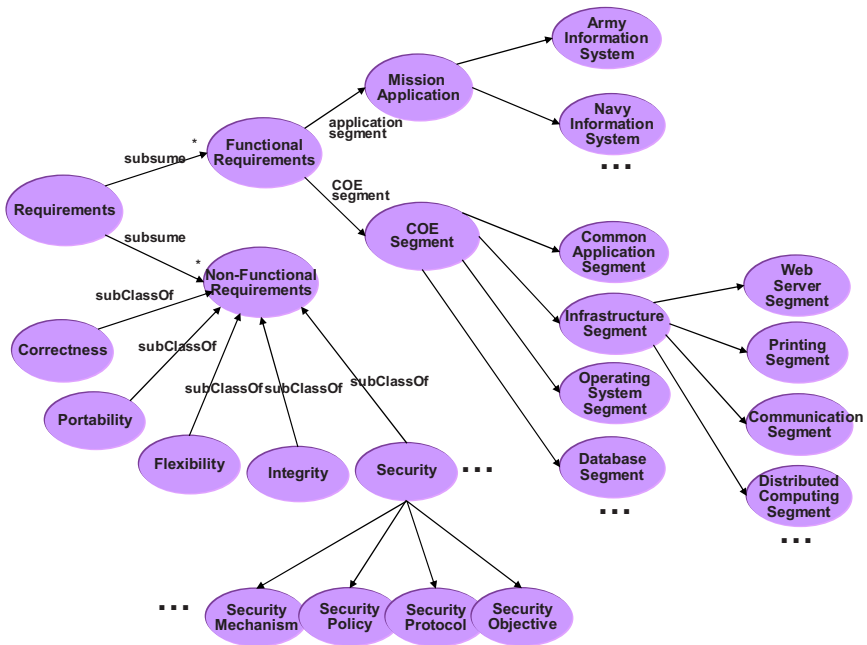 Army
Information
System
Mission
Application
Navy
Information
System
...
application
segment
*
Functional
Requirements
subsume
COE
segment
Requirements
COE
Segment
subsume
*
Non-Functional
Requirements
Common
Application
Segment
Web
Server
Segment
subClassOf
Infrastructure
Segment
Correctness
subClassOf
Printing
Segment
subClassOf
subClassOf
subClassOf
Operating
System
Segment
Portability
Communication
Segment
Flexibility
Integrity
Security
...
Database
Segment
...
Distributed
Computing
Segment
...
...
Security
Mechanism
Security
Policy
Security
Protocol
Security
Objective